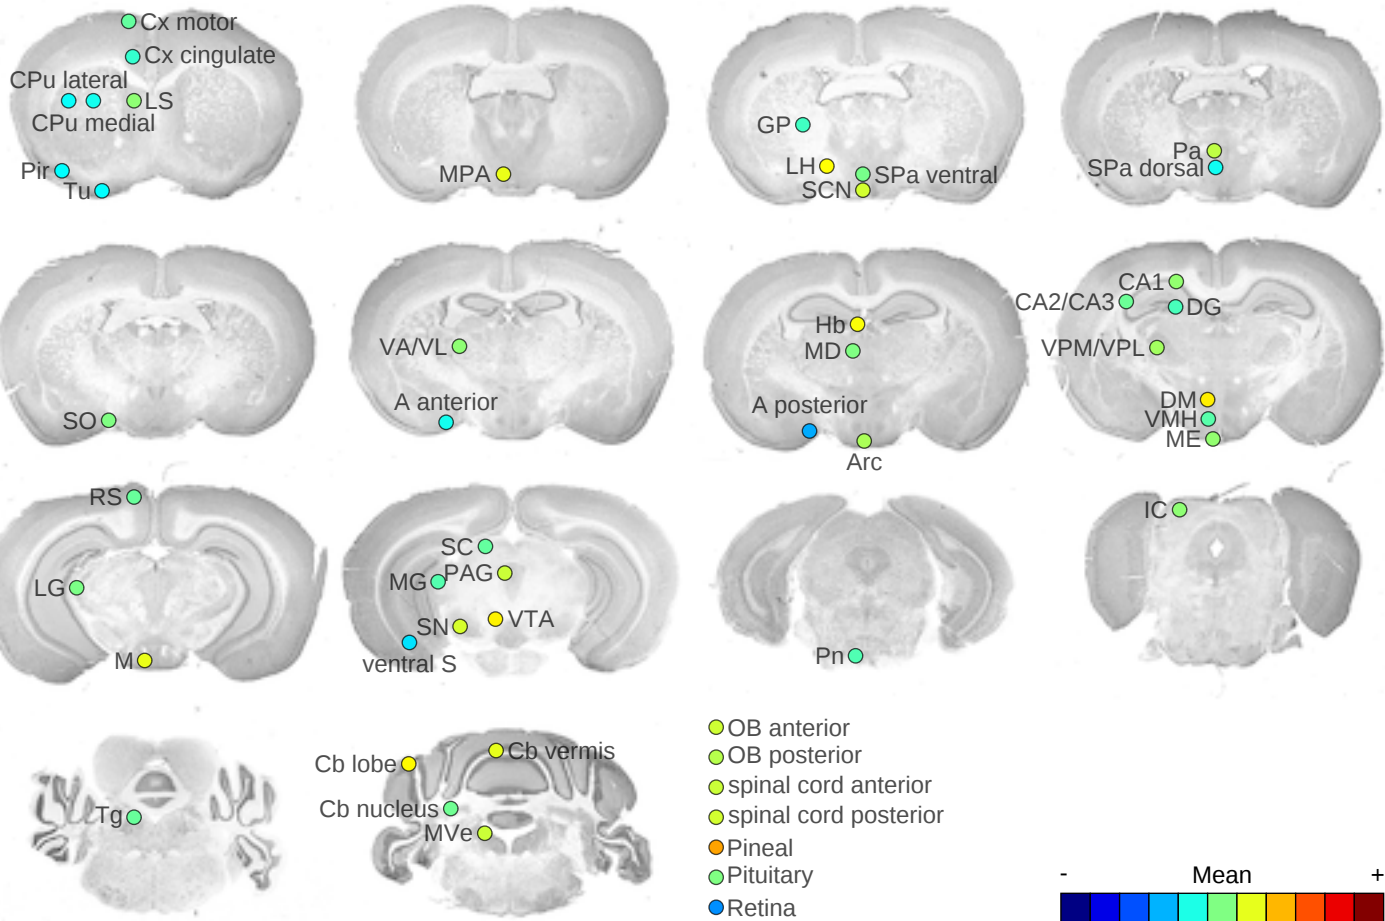 Cx motor
Cx cingulate
CPu lateral
LS
CPu medial
Pir
Tu
MPA
GP
LH
SPa ventral
SCN
Pa
SPa dorsal
SO
VA/VL
A anterior
Hb
MD
A posterior
Arc
CA1
CA2/CA3
DG
VPM/VPL
DM
VMH
ME
RS
LG
M
SC
MG
PAG
SN
VTA
ventral S
Pn
IC
Tg
Cb lobe
Cb vermis
Cb nucleus
MVe
OB anterior
OB posterior
spinal cord anterior
spinal cord posterior
Pineal
Pituitary
Retina
- Mean +